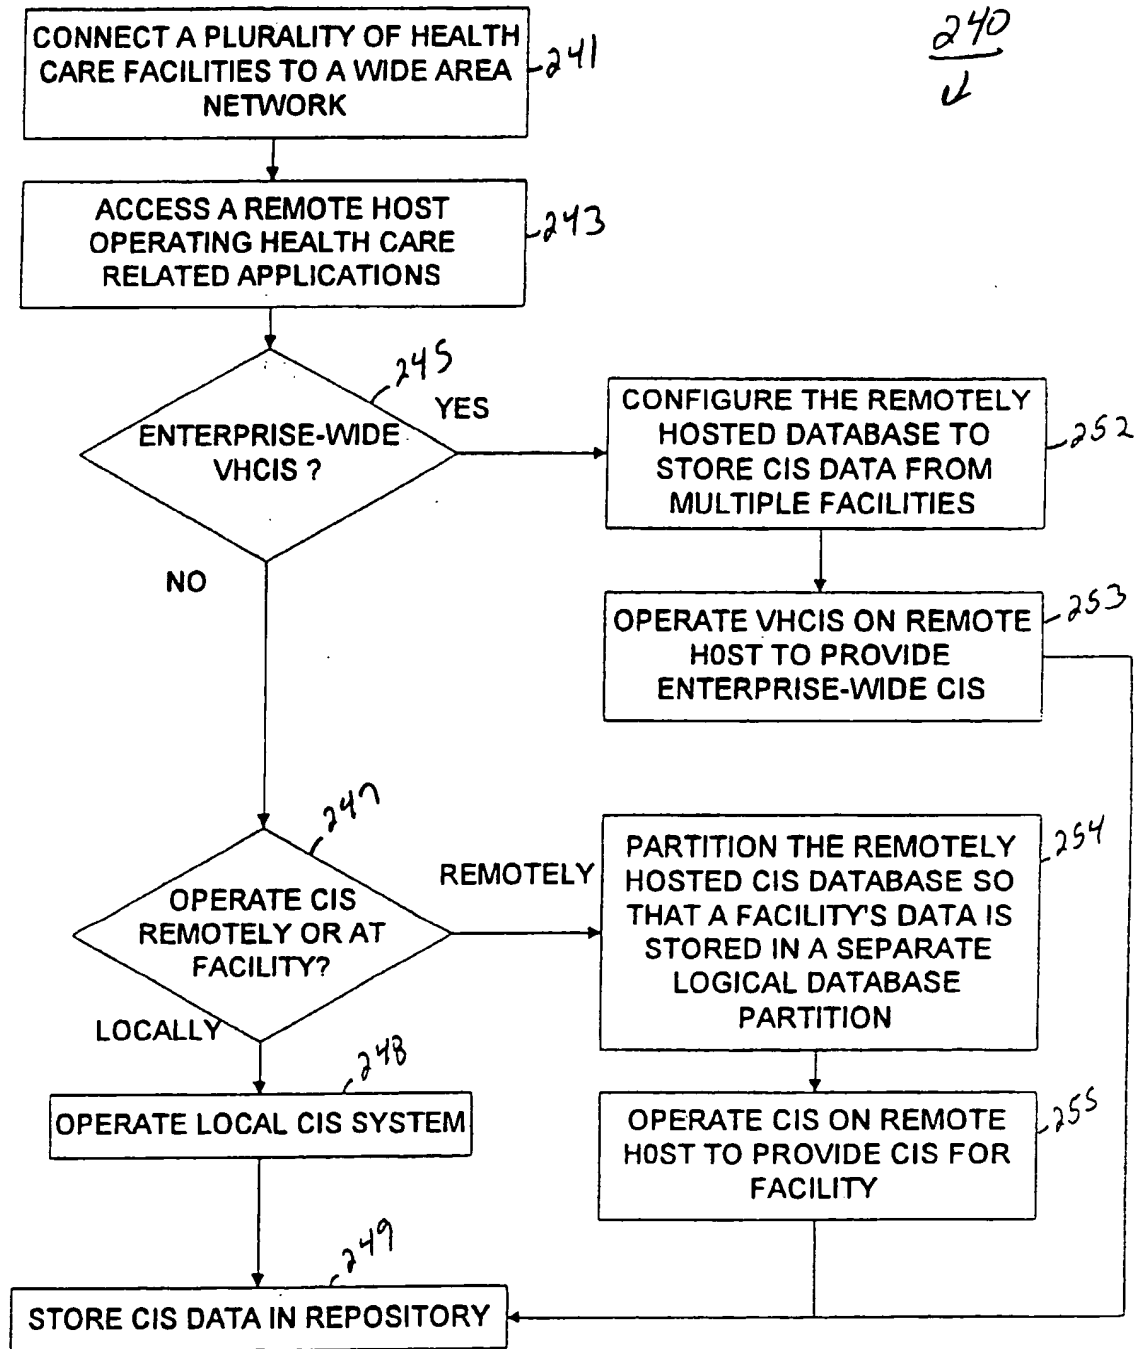 240
CONNECT A PLURALITY OF HEALTH
CARE FACILITIES TO A WIDE AREA
NETWORK
241
ACCESS A REMOTE HOST
OPERATING HEALTH CARE
RELATED APPLICATIONS
243
245
ENTERPRISE-WIDE
VHCIS ?
YES
NO
CONFIGURE THE REMOTELY
HOSTED DATABASE TO
STORE CIS DATA FROM
MULTIPLE FACILITIES
252
OPERATE VHCIS ON REMOTE
HOST TO PROVIDE
ENTERPRISE-WIDE CIS
253
247
OPERATE CIS
REMOTELY OR AT
FACILITY?
REMOTELY
LOCALLY
PARTITION THE REMOTELY
HOSTED CIS DATABASE SO
THAT A FACILITY'S DATA IS
STORED IN A SEPARATE
LOGICAL DATABASE
PARTITION
254
248
OPERATE LOCAL CIS SYSTEM
OPERATE CIS ON REMOTE
HOST TO PROVIDE CIS FOR
FACILITY
255
249
STORE CIS DATA IN REPOSITORY